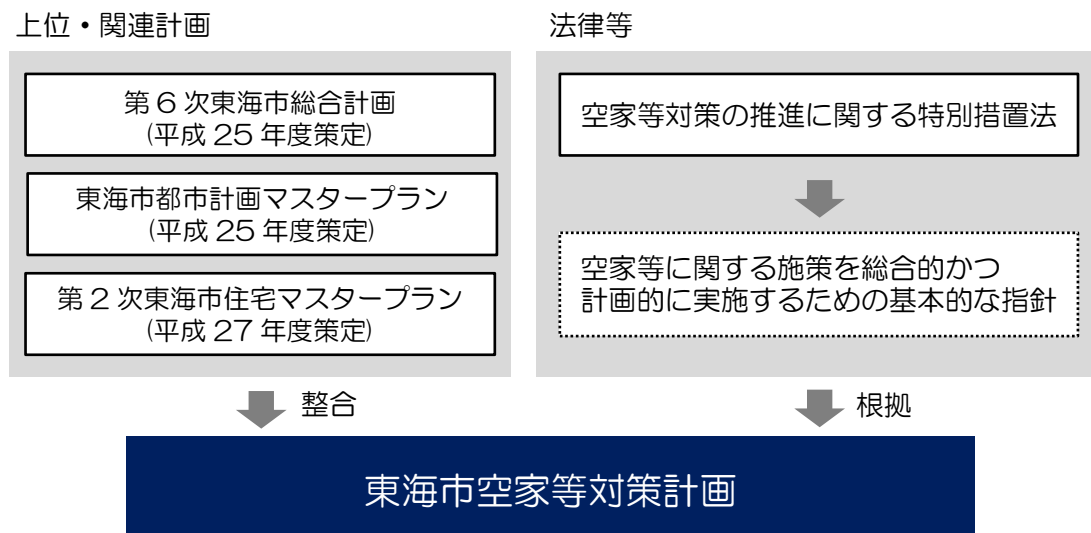 上位・関連計画
第6次東海市総合計画
(平成25年度策定)
東海市都市計画マスタープラン
(平成25年度策定)
第2次東海市住宅マスタープラン
(平成27年度策定)
整合
法律等
空家等対策の推進に関する特別措置法
空家等に関する施策を総合的かつ
計画的に実施するための基本的な指針
根拠
東海市空家等対策計画